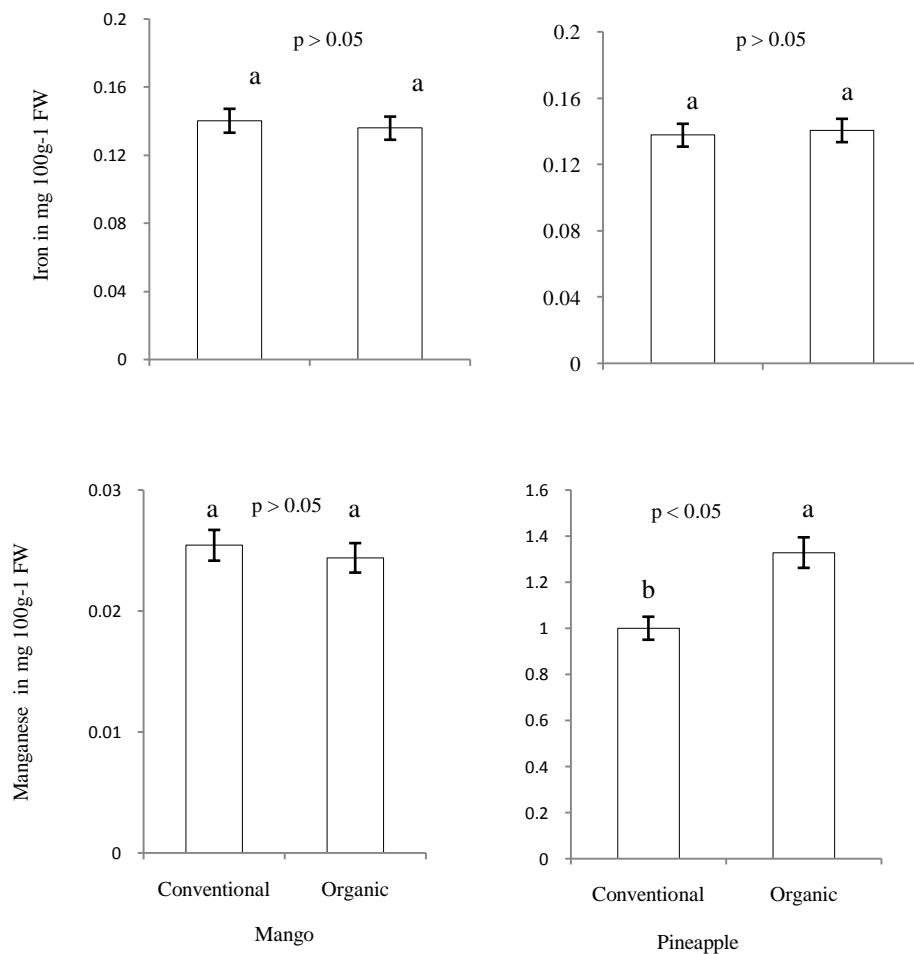 Iron in mg 100g-1 FW
0.2
0.16
0.12
0.08
0.04
0
p > 0.05
a
a
0.2
0.16
0.12
0.08
0.04
0
p > 0.05
a
a
Manganese in mg 100g-1 FW
0.03
0.02
0.01
0
a
p > 0.05
a
Conventional
Organic
Mango
1.6
1.4
1.2
1
0.8
0.6
0.4
0.2
0
p < 0.05
b
a
Conventional
Organic
Pineapple